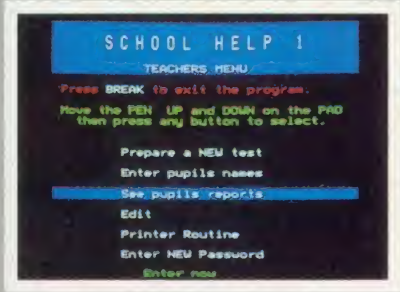 SCHOOL HELP 1
TEACHERS MENU
Press BREAK to exit the program.
Move the PEN UP and DOWN on the PAD
then press any button to select.
Prepare a NEW test
Enter pupils names
See pupils reports
Edit
Printer Routine
Enter NEW Password
Enter now